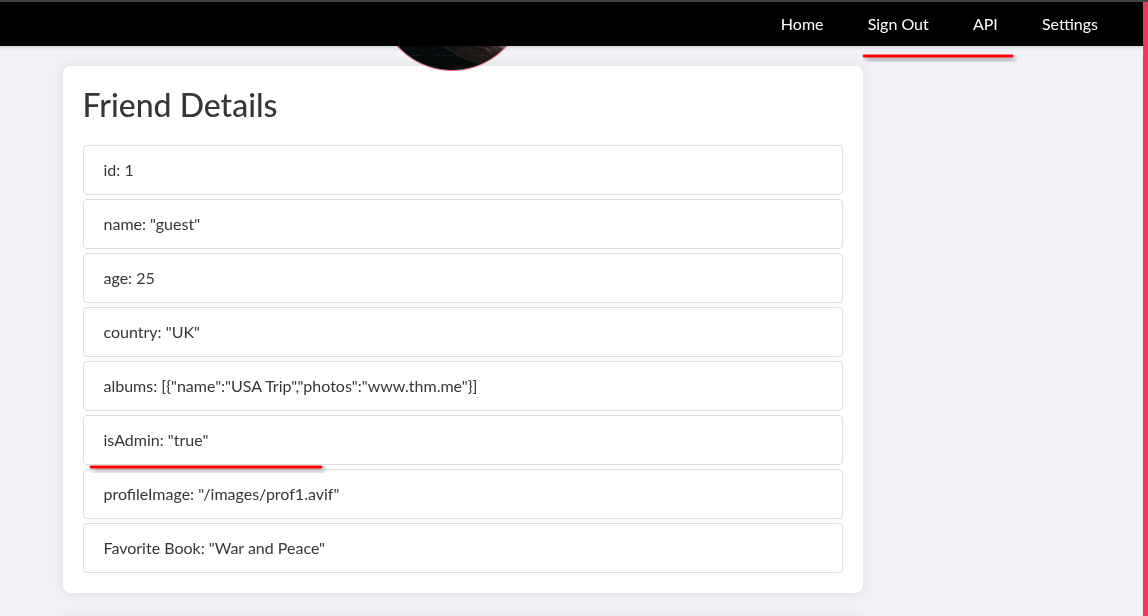 Home Sign Out API Settings
Friend Details
id: 1
name: "guest"
age: 25
country: "UK"
albums: [{"name":"USA Trip","photos":"www.thm.me"}]
isAdmin: "true"
profileImage: "/images/prof1.avif"
Favorite Book: "War and Peace"